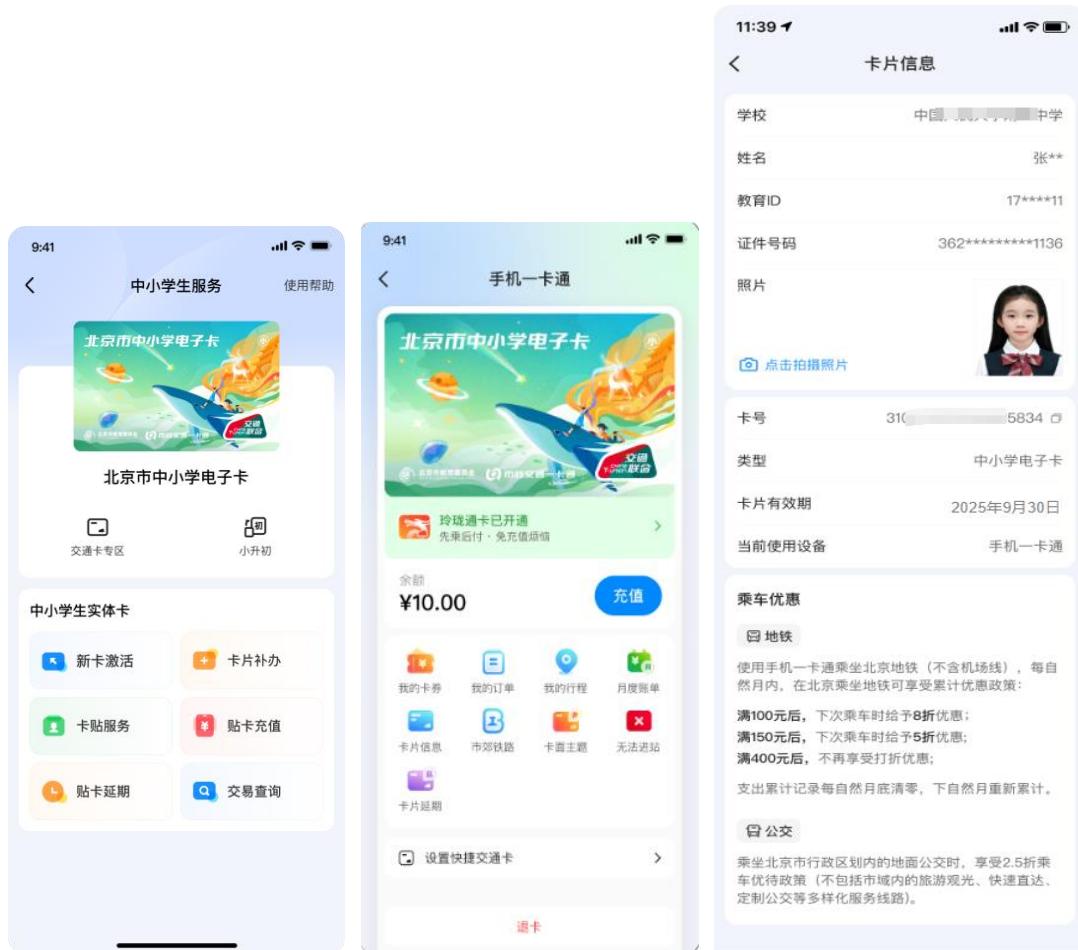 9:41
中小学生服务
使用帮助
北京市中小学电子卡
小
交通联合
北京市中小学电子卡
交通卡专区
小升初
中小学生实体卡
新卡激活
卡片补办
卡贴服务
贴卡充值
贴卡延期
交易查询
9:41
手机一卡通
北京市中小学电子卡
小
市政交通一卡通
交通联合
玲珑通卡已开通
先乘后付 · 免充值烦恼
余额
¥10.00
充值
我的卡券
我的订单
我的行程
月度账单
卡片信息
市郊铁路
卡面主题
无法进站
卡片延期
设置快捷交通卡
退卡
11:39
卡片信息
学校
中国
中学
姓名
张**
教育ID
17****11
证件号码
362*********1136
照片
点击拍摄照片
卡号
310
5834
类型
中小学电子卡
卡片有效期
2025年9月30日
当前使用设备
手机一卡通
乘车优惠
地铁
使用手机一卡通乘坐北京地铁（不含机场线），每自
然月内，在北京乘坐地铁可享受累计优惠政策：
满100元后，下次乘车时给予8折优惠；
满150元后，下次乘车时给予5折优惠;
满400元后，不再享受打折优惠;
支出累计记录每自然月底清零，下自然月重新累计。
公交
乘坐北京市行政区划内的地面公交时，享受2.5折乘
车优待政策（不包括市域内的旅游观光、快速直达、
定制公交等多样化服务线路)。